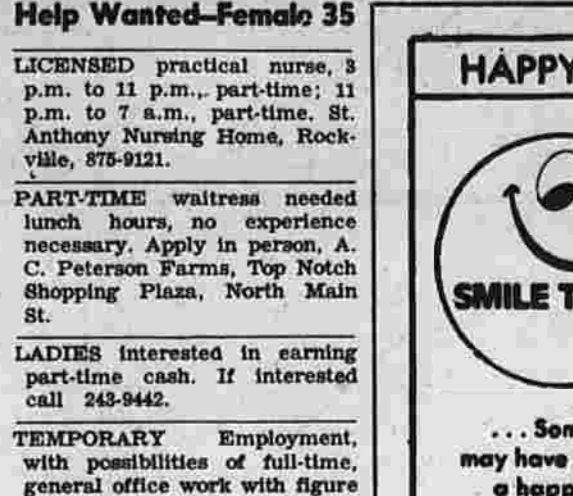 Help Wanted–Female 35
LICENSED practical nurse, 3
p.m. to 11 p.m., part-time; 11
p.m. to 7 a.m., part-time. St.
Anthony Nursing Home, Rock-
ville, 875-9121.
PART-TIME waitress needed
lunch hours, no experience
necessary. Apply in person, A.
C. Peterson Farms, Top Notch
Shopping Plaza, North Main
St.
LADIES interested in earning
part-time cash. If interested
call 243-9442.
TEMPORARY Employment,
with possibilities of full-time,
general office work with figure
HAPPY
SMILE T
. . . Som
may have
a happ